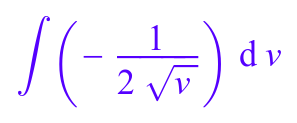 ∫ ( − 1 / (2 √v) ) d v